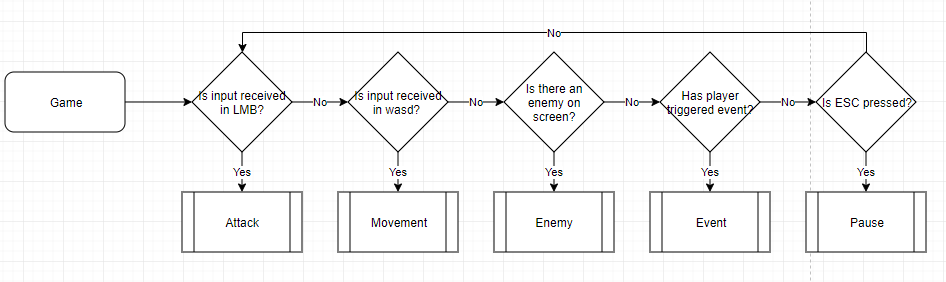 No
Game
Is input received
in LMB?
No
Is input received
in wasd?
No
Is there an
enemy on
screen?
No
Has player
triggered event?
No
Is ESC pressed?
Yes
Yes
Yes
Yes
Yes
Attack
Movement
Enemy
Event
Pause